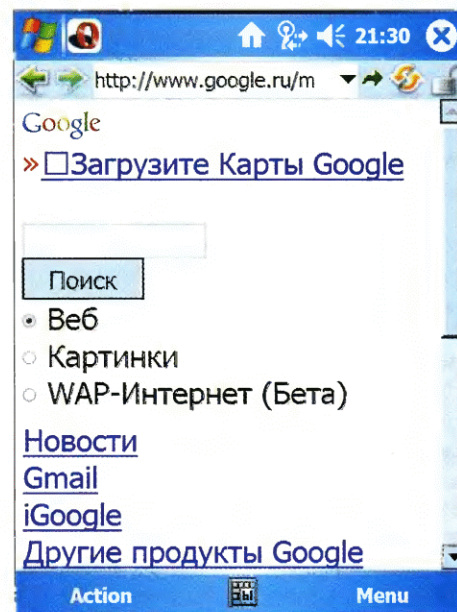 21:30
http://www.google.ru/m
Google
» Загрузите Карты Google
Поиск
Веб
Картинки
WAP-Интернет (Бета)
Новости
Gmail
iGoogle
Другие продукты Google
Action
Menu